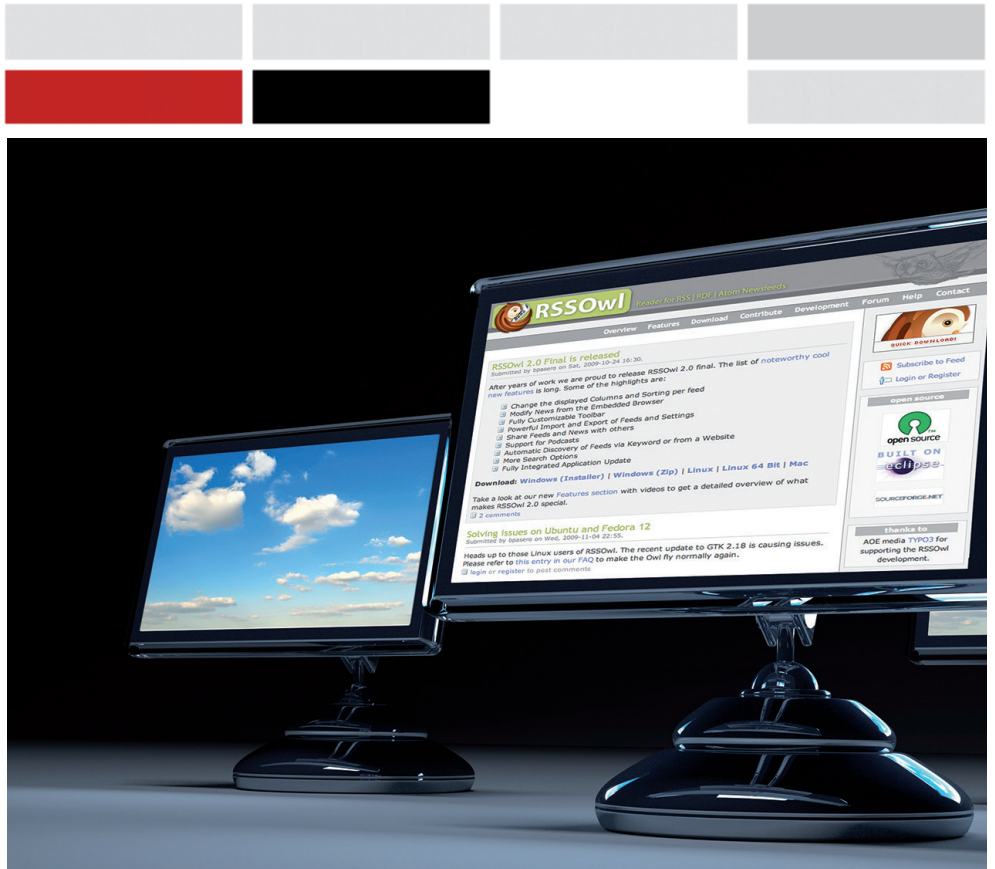 RSSOwl
Reader for RSS | RDF | Atom Newsfeeds
Overview Features Download Contribute Development Forum Help Contact
RSSOwl 2.0 Final is released
Submitted by bpasero on Sat, 2009-10-24 16:30.
After years of work we are proud to release RSSOwl 2.0 final. The list of noteworthy cool
new features is long. Some of the highlights are:
Change the displayed Columns and Sorting per feed
Modify News from the Embedded Browser
Fully Customizable Toolbar
Powerful Import and Export of Feeds and Settings
Share Feeds and News with others
Support for Podcasts
Automatic Discovery of Feeds via Keyword or from a Website
More Search Options
Fully Integrated Application Update
Download: Windows (Installer) | Windows (Zip) | Linux | Linux 64 Bit | Mac
Take a look at our new Features section with videos to get a detailed overview of what
makes RSSOwl 2.0 special.
2 comments
Solving issues on Ubuntu and Fedora 12
Submitted by bpasero on Wed, 2009-11-04 22:55.
Heads up to those Linux users of RSSOwl. The recent update to GTK 2.18 is causing issues.
Please refer to this entry in our FAQ to make the Owl fly normally again.
login or register to post comments
QUICK DOWNLOAD!
Subscribe to Feed
Login or Register
open source
open source
BUILT ON
eclipse
SOURCEFORGE.NET
thanks to
AOE media TYPO3 for
supporting the RSSOwl
development.